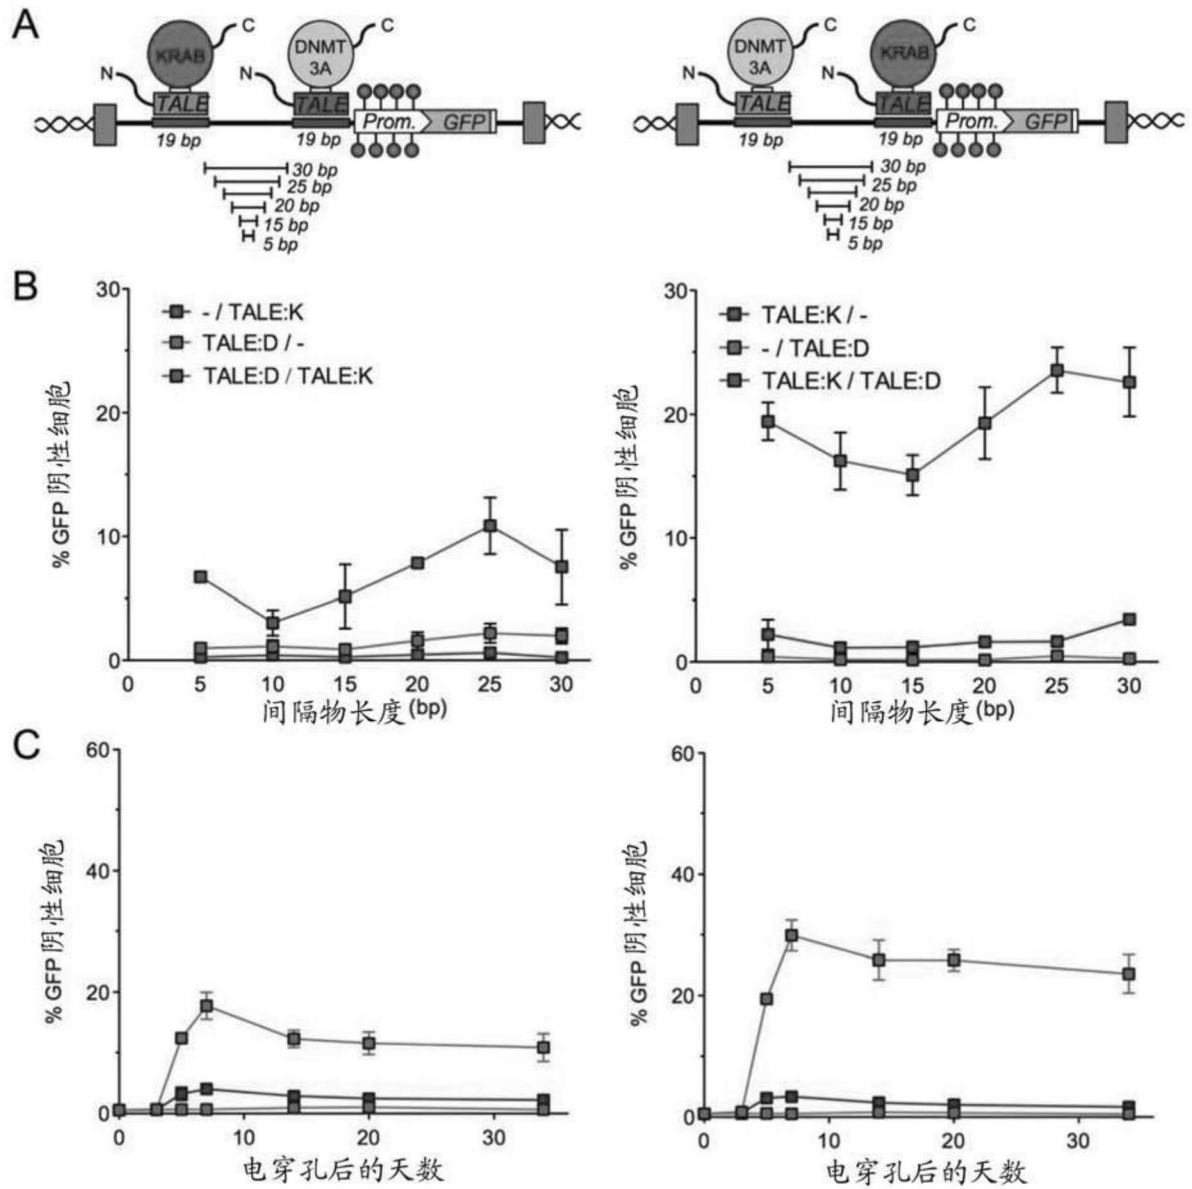 A
KRAB
C
DNMT
3A
C
N
N
TALE
TALE
Prom.
GFP
19 bp
19 bp
30 bp
25 bp
20 bp
15 bp
5 bp
DNMT
3A
C
KRAB
C
N
N
TALE
TALE
Prom.
GFP
19 bp
19 bp
30 bp
25 bp
20 bp
15 bp
5 bp
B
30
20
10
0
% GFP 阴性细胞
- / TALE:K
TALE:D / -
TALE:D / TALE:K
0 5 10 15 20 25 30
间隔物长度(bp)
30
20
10
0
% GFP 阴性细胞
TALE:K / -
- / TALE:D
TALE:K / TALE:D
0 5 10 15 20 25 30
间隔物长度(bp)
C
60
40
20
0
% GFP 阴性细胞
0 10 20 30
电穿孔后的天数
60
40
20
0
% GFP 阴性细胞
0 10 20 30
电穿孔后的天数